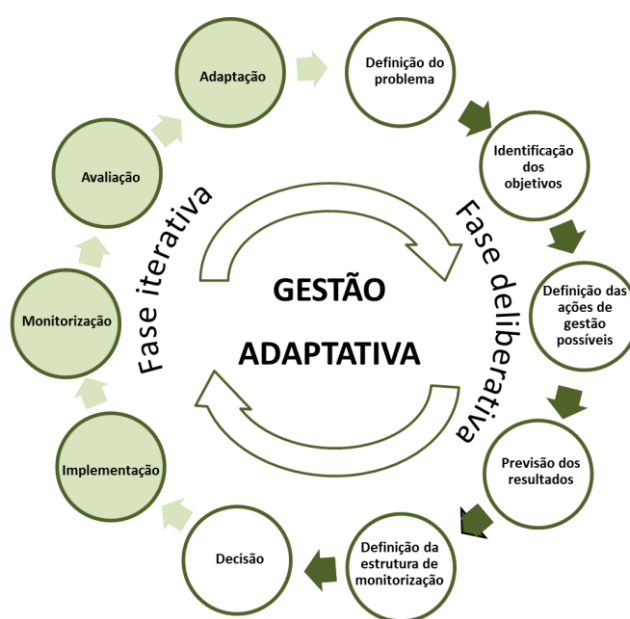 Adaptação
Definição do
problema
Identificação
dos
objetivos
Definição das
ações de
gestão
possíveis
Previsão dos
resultados
Definição da
estrutura de
monitorização
Decisão
Implementação
Monitorização
Avaliação
Fase iterativa
GESTÃO
ADAPTATIVA
Fase deliberativa